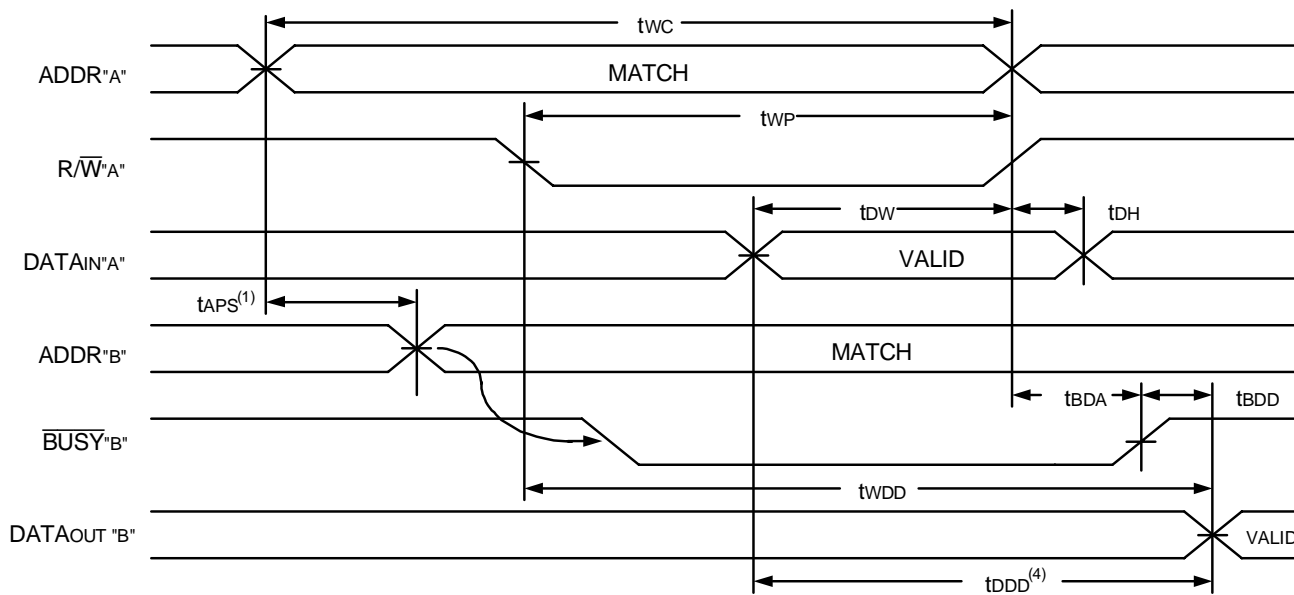 tWC
ADDR"A"
MATCH
tWP
R/W̅"A"
tDW
tDH
DATAIN"A"
VALID
tAPS(1)
ADDR"B"
MATCH
tBDA
tBDD
B̅U̅S̅Y̅"B"
tWDD
DATAOUT "B"
VALID
tDDD(4)